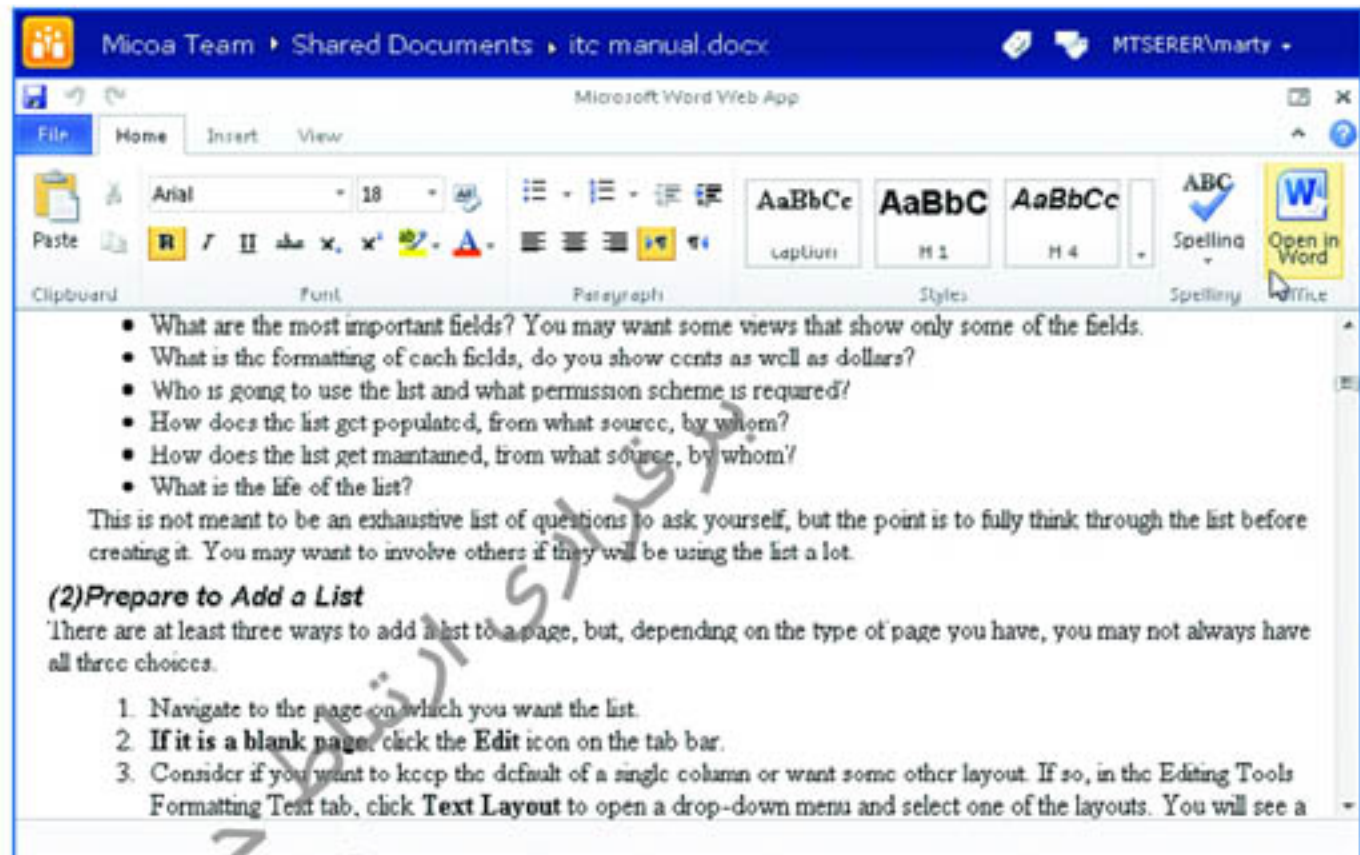 Micoa Team ▸ Shared Documents ▸ itc manual.docx MTSERER\marty
Microsoft Word Web App
File Home Insert View
Arial 18 AaBbCc AaBbC AaBbCc ABC
Paste B I U abc x, x² A caption H 1 H 4 Spelling Open in Word
Clipboard Font Paragraph Styles Spelling Office
• What are the most important fields? You may want some views that show only some of the fields.
• What is the formatting of each fields, do you show cents as well as dollars?
• Who is going to use the list and what permission scheme is required?
• How does the list get populated, from what source, by whom?
• How does the list get maintained, from what source, by whom?
• What is the life of the list?
This is not meant to be an exhaustive list of questions to ask yourself, but the point is to fully think through the list before
creating it. You may want to involve others if they will be using the list a lot.
(2)Prepare to Add a List
There are at least three ways to add a list to a page, but, depending on the type of page you have, you may not always have
all three choices.
1. Navigate to the page on which you want the list.
2. If it is a blank page, click the Edit icon on the tab bar.
3. Consider if you want to keep the default of a single column or want some other layout. If so, in the Editing Tools
Formatting Text tab, click Text Layout to open a drop-down menu and select one of the layouts. You will see a
برقراری ارتباط